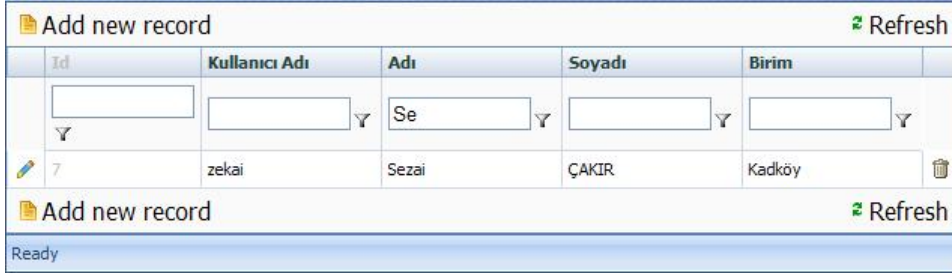 Add new record Refresh
Id Kullanıcı Adı Adı Soyadı Birim
Se
7 zekai Sezai ÇAKIR Kadköy
Add new record Refresh
Ready